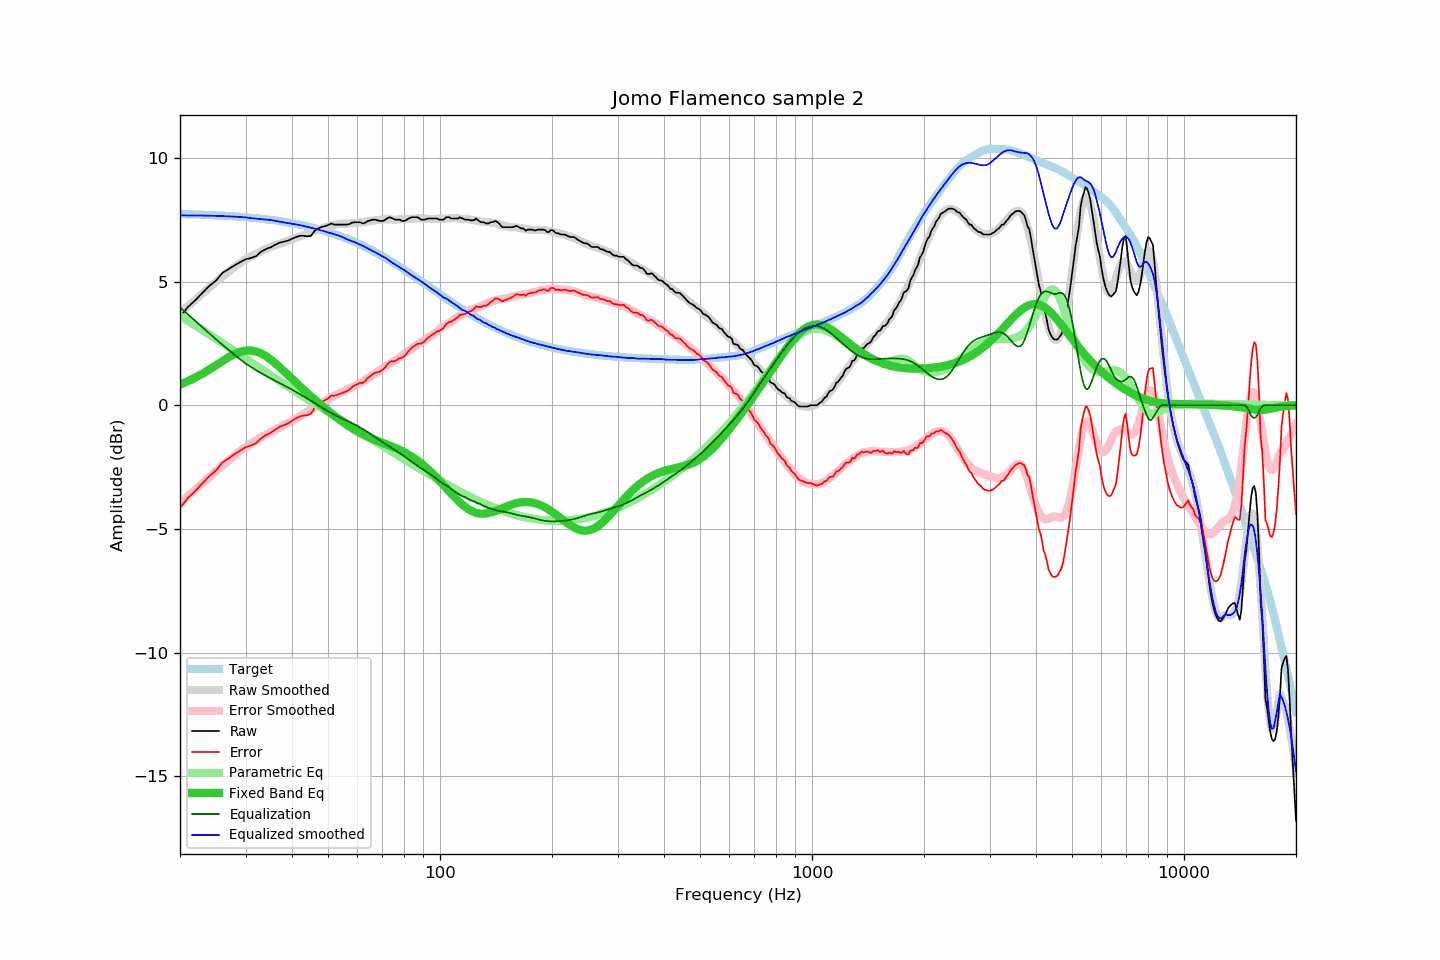 Jomo Flamenco sample 2
10
5
0
−5
−10
−15
Amplitude (dBr)
Target
Raw Smoothed
Error Smoothed
Raw
Error
Parametric Eq
Fixed Band Eq
Equalization
Equalized smoothed
100 1000 10000
Frequency (Hz)